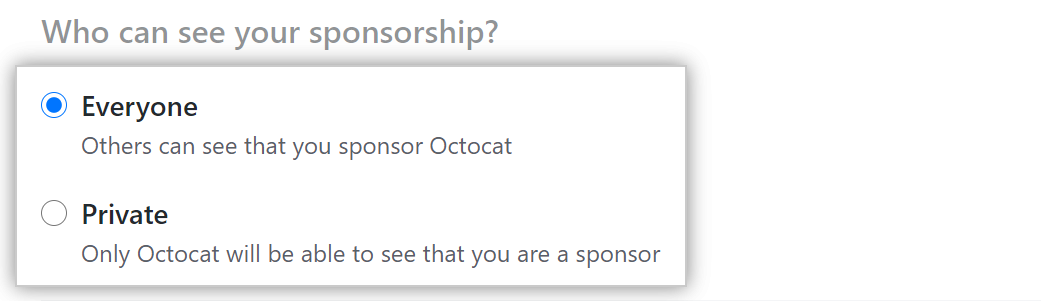 Who can see your sponsorship?
Everyone
Others can see that you sponsor Octocat
Private
Only Octocat will be able to see that you are a sponsor